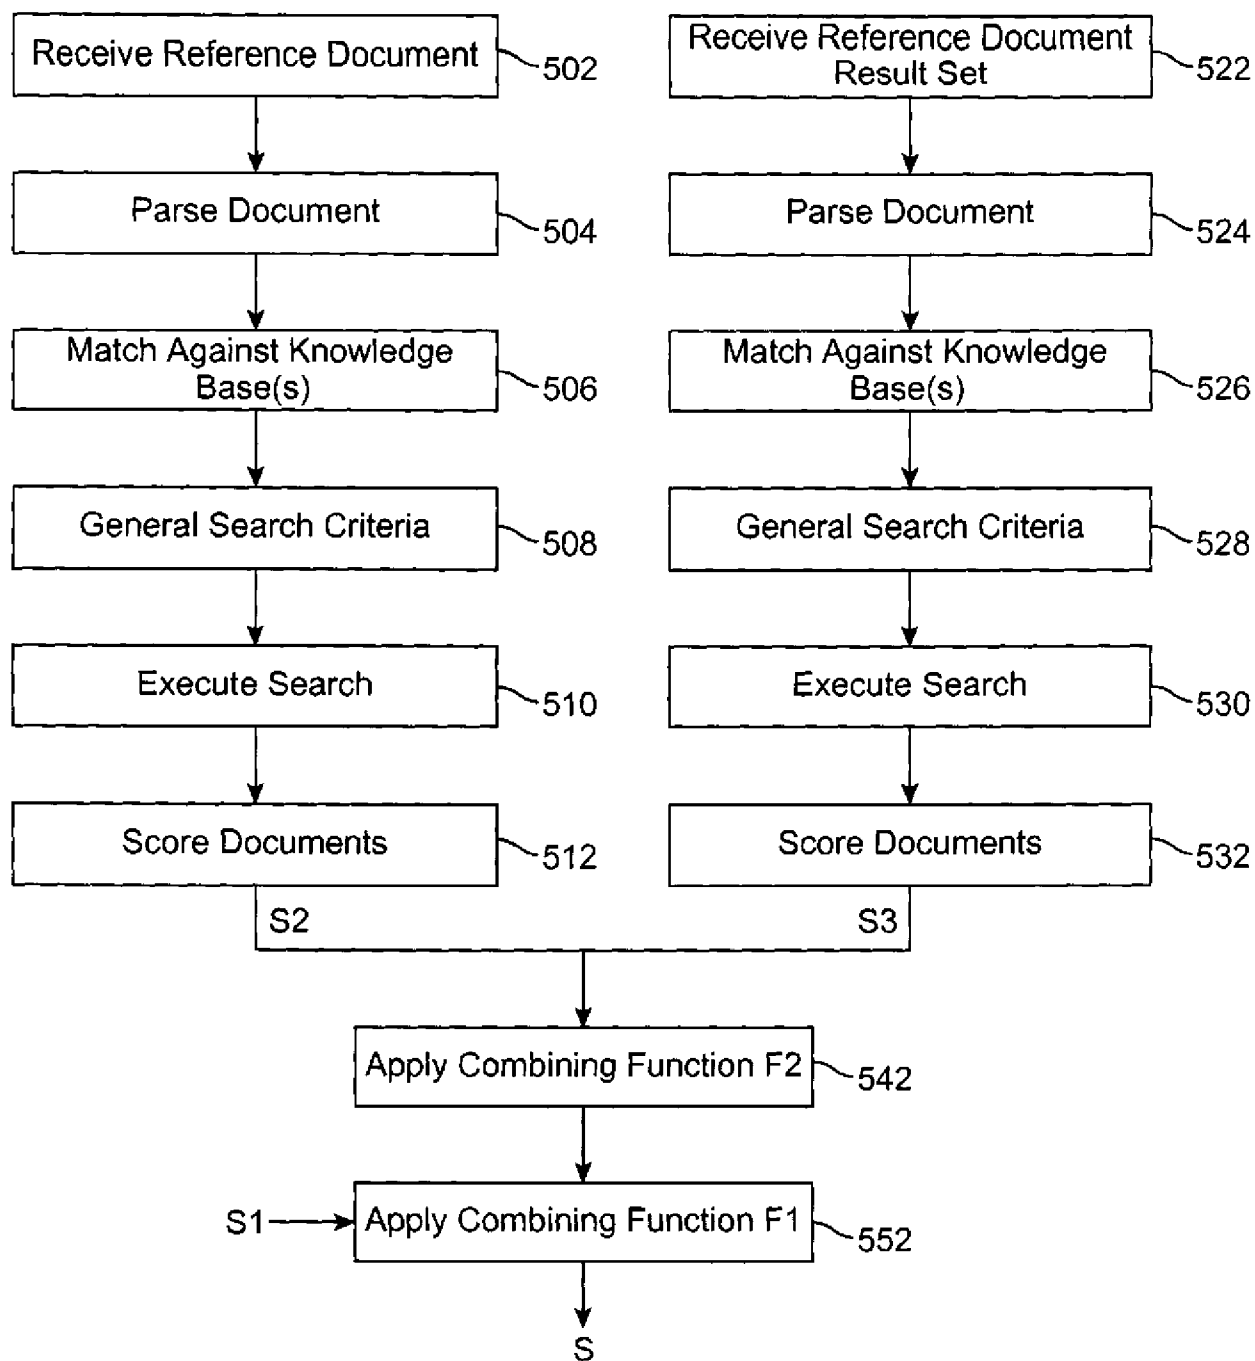 Receive Reference Document
502
Receive Reference Document
Result Set
522
Parse Document
504
Parse Document
524
Match Against Knowledge
Base(s)
506
Match Against Knowledge
Base(s)
526
General Search Criteria
508
General Search Criteria
528
Execute Search
510
Execute Search
530
Score Documents
512
Score Documents
532
S2
S3
Apply Combining Function F2
542
S1
Apply Combining Function F1
552
S